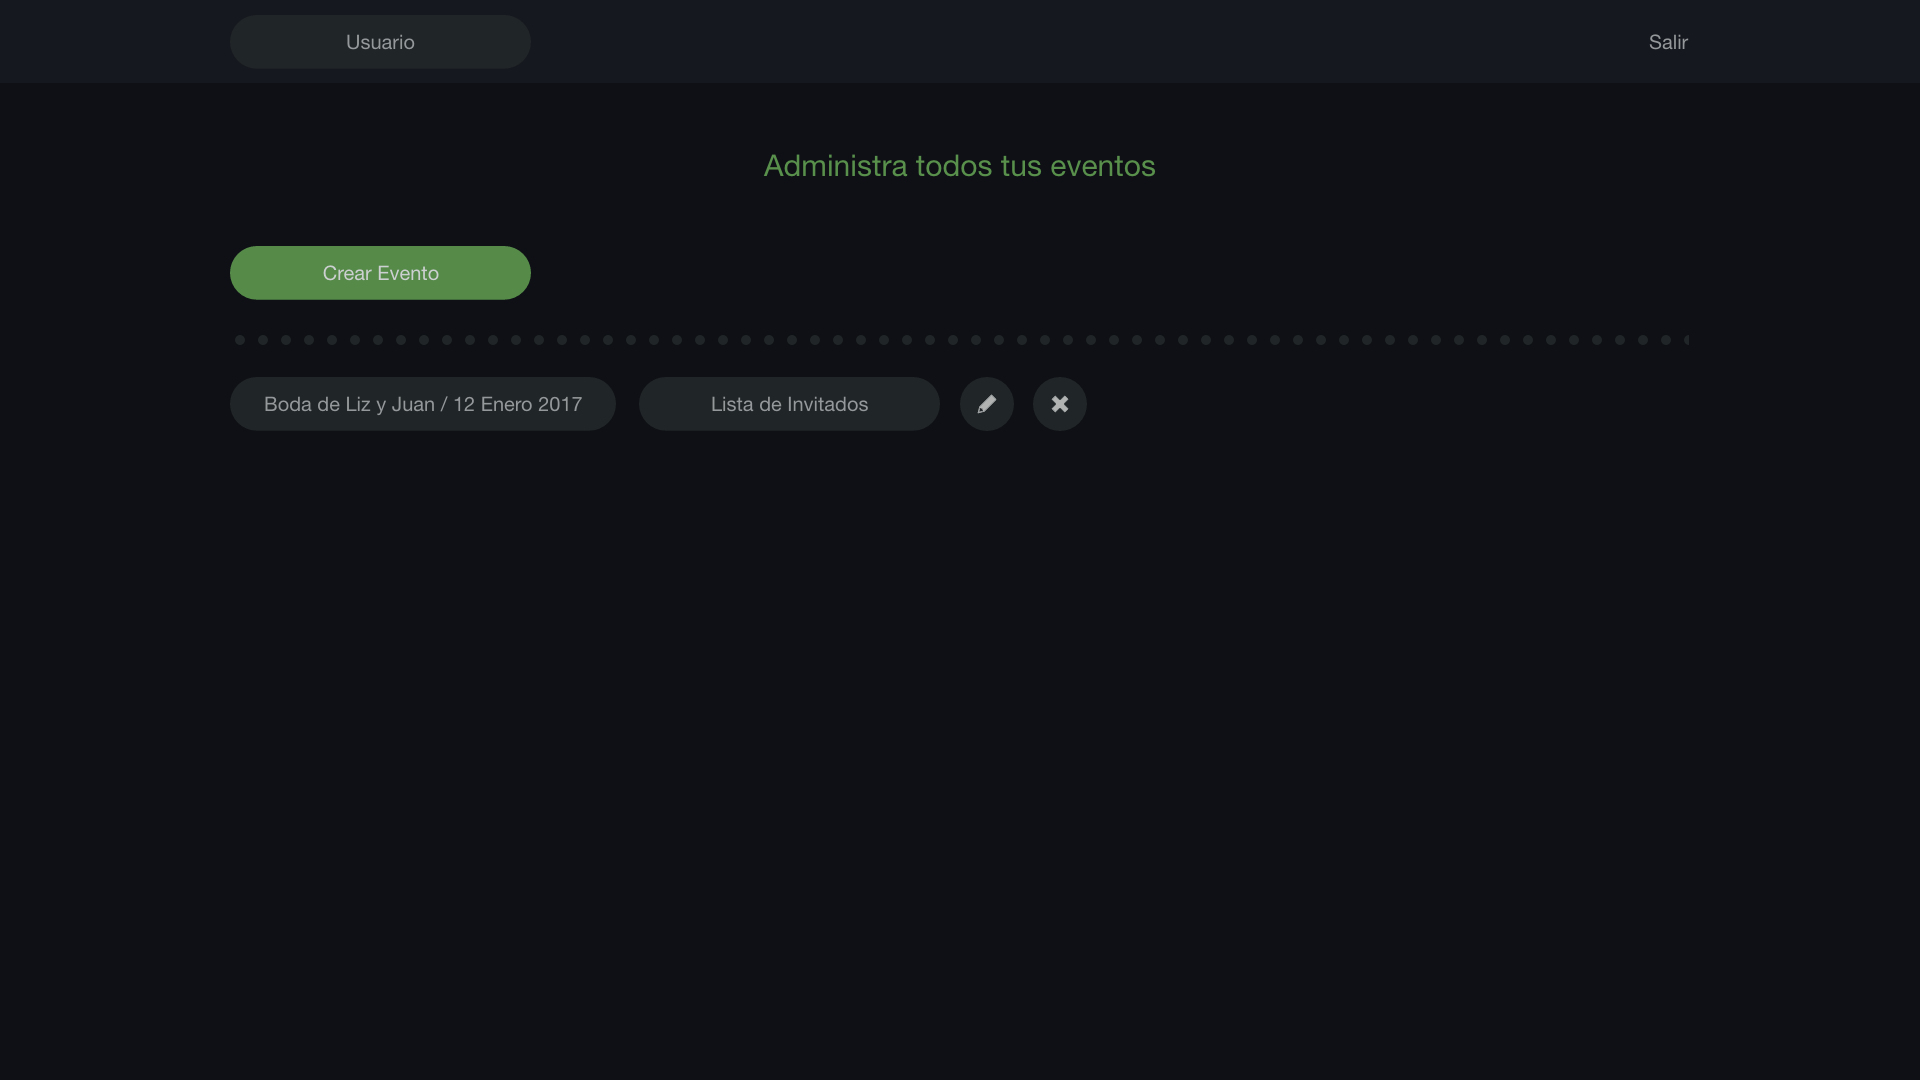 Usuario
Salir
Administra todos tus eventos
Crear Evento
Boda de Liz y Juan / 12 Enero 2017
Lista de Invitados